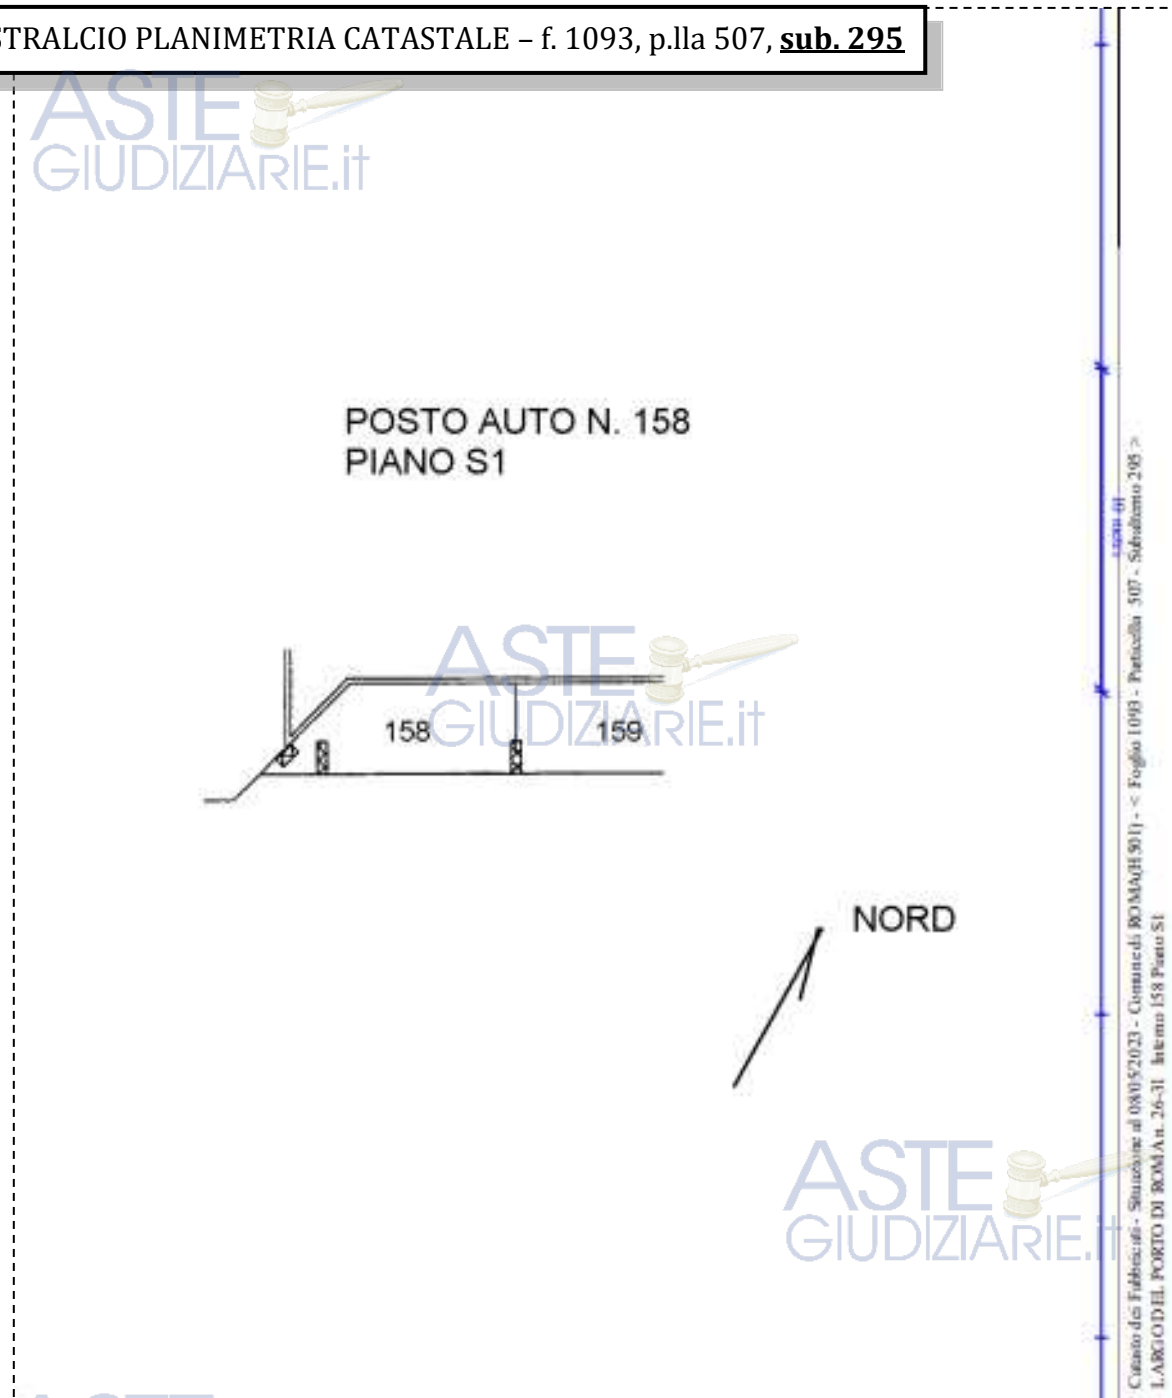 STRALCIO PLANIMETRIA CATASTALE – f. 1093, p.lla 507, sub. 295
ASTE
GIUDIZIARIE.it
POSTO AUTO N. 158
PIANO S1
ASTE
GIUDIZIARIE.it
158
159
NORD
ASTE
GIUDIZIARIE.it
10 metri
Catasto dei Fabbricati - Situazione al 08/05/2023 - Comune di ROMA(H501) - < Foglio 1093 - Particella 507 - Subalterno 295 >
LARGO DEL PORTO DI ROMA n. 26-31 Interno 158 Piano S1